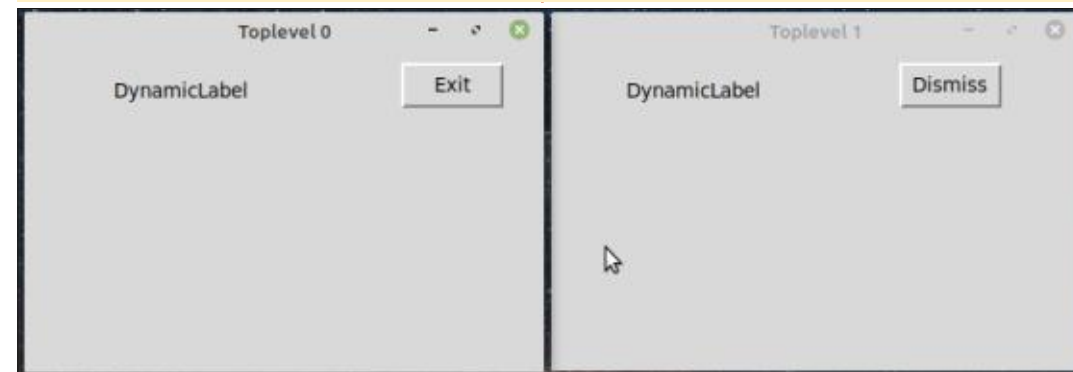 Toplevel 0
DynamicLabel
Exit
Toplevel 1
DynamicLabel
Dismiss